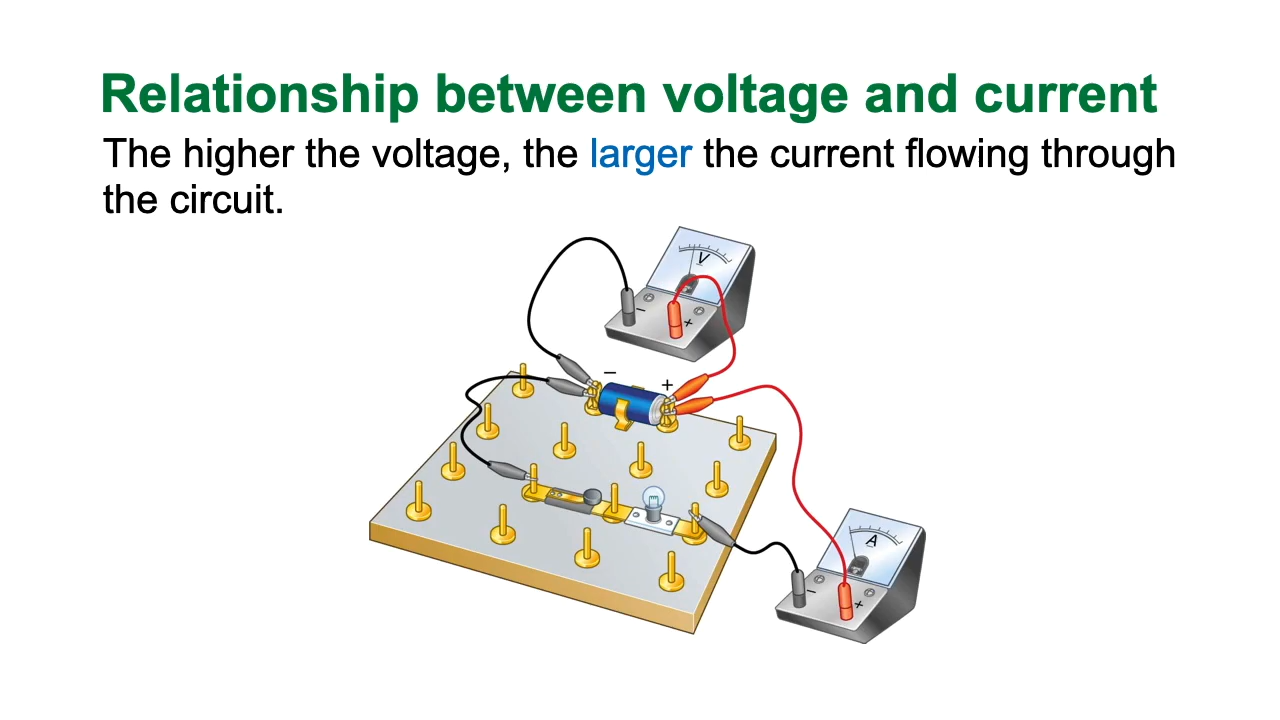 Relationship between voltage and current
The higher the voltage, the larger the current flowing through
the circuit.
V
− +
− +
A
− +